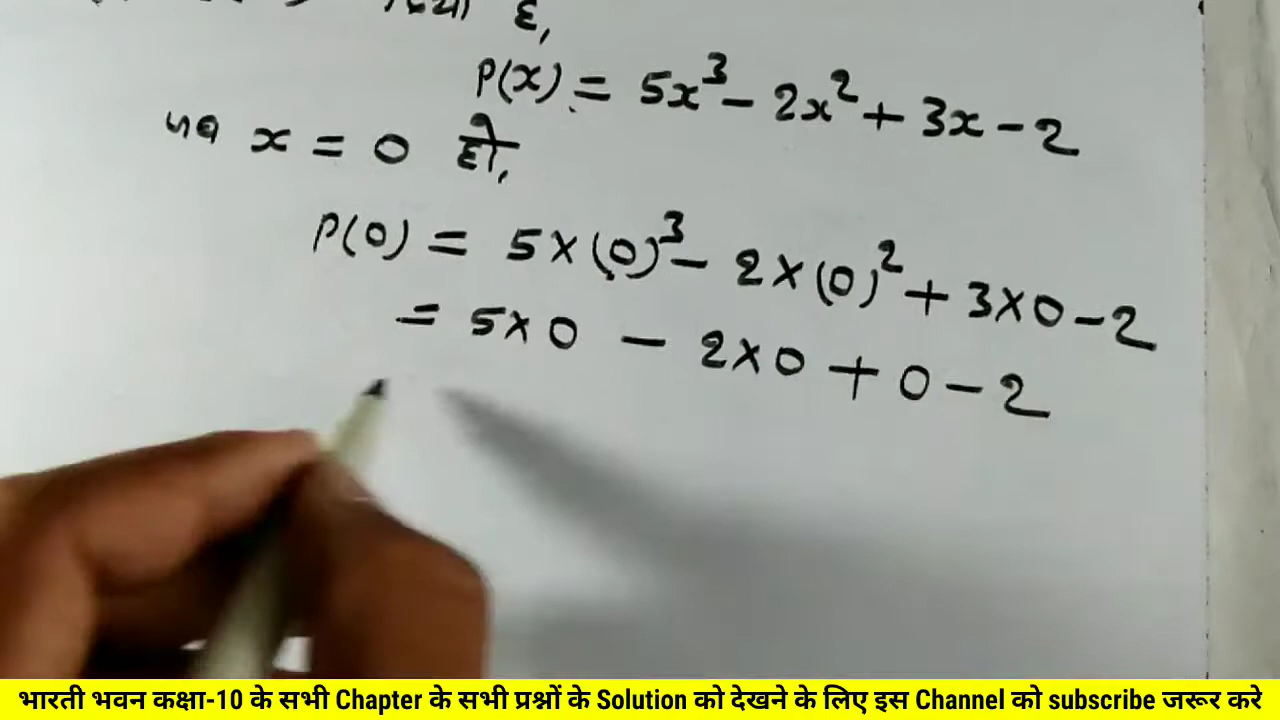 है,
P(x) = 5x³ - 2x² + 3x - 2
जब x = 0 हो,
P(0) = 5×(0)³ - 2×(0)² + 3×0 - 2
= 5×0 - 2×0 + 0 - 2
भारती भवन कक्षा-10 के सभी Chapter के सभी प्रश्नों के Solution को देखने के लिए इस Channel को subscribe जरूर करे